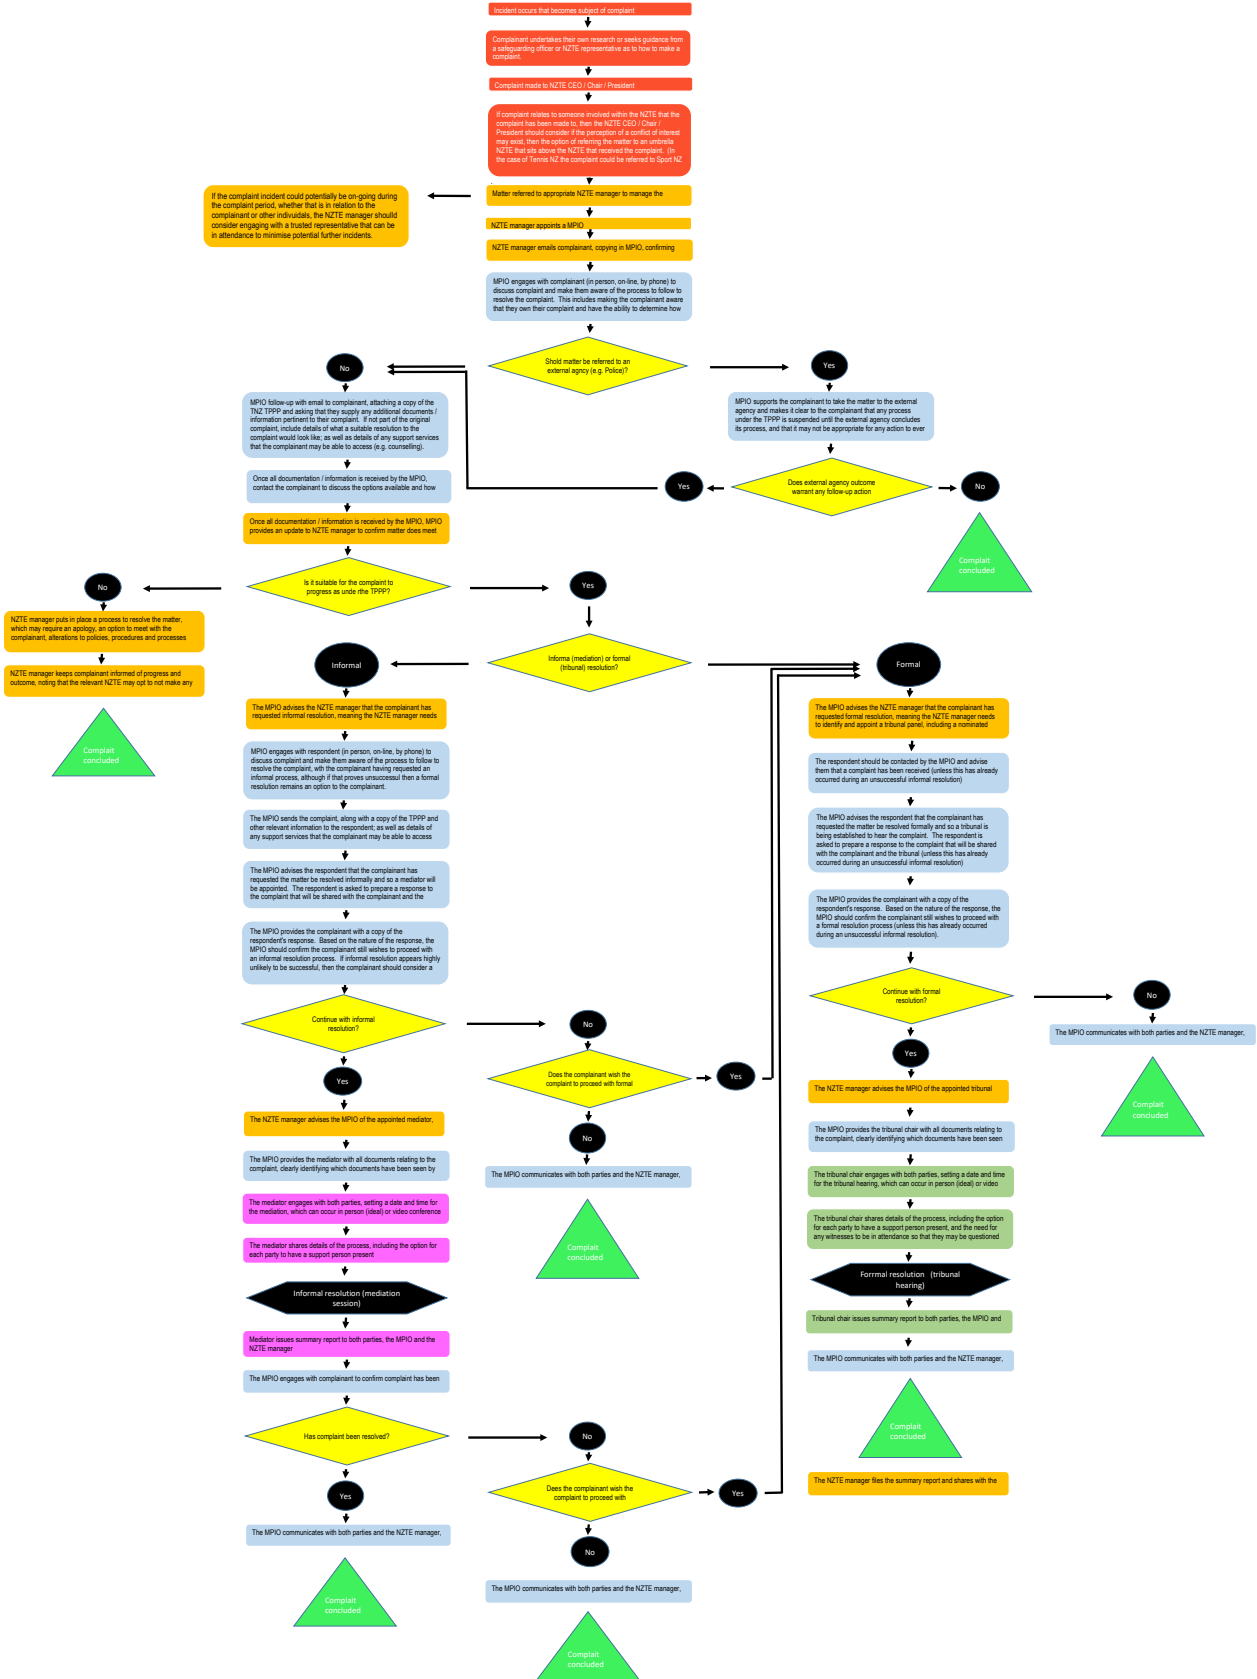 Incident occurs that becomes subject of complaint
Complainant undertakes their own research or seeks guidance from
a safeguarding officer or NZTE representative as to how to make a
complaint.
Complaint made to NZTE CEO / Chair / President
If complaint relates to someone involved within the NZTE that the
complaint has been made to, then the NZTE CEO / Chair /
President should consider if the perception of a conflict of interest
may exist, then the option of referring the matter to an umbrella
NZTE that sits above the NZTE that received the complaint. (In
the case of Tennis NZ the complaint could be referred to Sport NZ
Matter referred to appropriate NZTE manager to manage the
If the complaint incident could potentially be on-going during
the complaint period, whether that is in relation to the
complainant or other indiviuidals, the NZTE manager shoulld
consider engaging with a trusted representative that can be
in attendance to minimise potential further incidents.
NZTE manager appoints a MPIO
NZTE manager emails complainant, copying in MPIO, confirming
MPIO engages with complainant (in person, on-line, by phone) to
discuss complaint and make them aware of the process to follow to
resolve the complaint. This includes making the complainant aware
that they own their complaint and have the ability to determine how
Shold matter be referred to an
external agncy (e.g. Police)?
No
Yes
MPIO follow-up with email to complainant, attaching a copy of the
TNZ TPPP and asking that they supply any additional documents /
information pertinent to their complaint. If not part of the original
complaint, include details of what a suitable resolution to the
complaint would look like; as well as details of any support services
that the complainant may be able to access (e.g. counselling).
MPIO supports the complainant to take the matter to the external
agency and makes it clear to the complainant that any process
under the TPPP is suspended until the external agency concludes
its process, and that it may not be appropriate for any action to ever
Once all documentation / information is received by the MPIO,
contact the complainant to discuss the options available and how
Yes
Does external agency outcome
warrant any follow-up action
No
Complait
concluded
Once all documentation / information is received by the MPIO, MPIO
provides an update to NZTE manager to confirm matter does meet
Is it suitable for the complaint to
progress as unde rthe TPPP?
No
Yes
NZTE manager puts in place a process to resolve the matter,
which may require an apology, an option to meet with the
complainant, alterations to policies, procedures and processes
NZTE manager keeps complainant informed of progress and
outcome, noting that the relevant NZTE may opt to not make any
Complait
concluded
Informa (mediation) or formal
(tribunal) resolution?
Informal
Formal
The MPIO advises the NZTE manager that the complainant has
requested informal resolution, meaning the NZTE manager needs
MPIO engages with respondent (in person, on-line, by phone) to
discuss complaint and make them aware of the process to follow to
resolve the complaint, wth the complainant having requested an
informal process, although if that proves unsuccesul then a formal
resolution remains an option to the complainant.
The MPIO sends the complaint, along with a copy of the TPPP and
other relevant information to the respondent; as well as details of
any support services that the complainant may be able to access
The MPIO advises the respondent that the complainant has
requested the matter be resolved informally and so a mediator will
be appointed. The respondent is asked to prepare a response to
the complaint that will be shared with the complainant and the
The MPIO provides the complainant with a copy of the
respondent's response. Based on the nature of the response, the
MPIO should confirm the complainant still wishes to proceed with
an informal resolution process. If informal resolution appears highly
unlikely to be successful, then the complainant should consider a
Continue with informal
resolution?
No
Yes
Does the complainant wish the
complaint to proceed with formal
Yes
No
The MPIO communicates with both parties and the NZTE manager,
Complait
concluded
The NZTE manager advises the MPIO of the appointed mediator,
The MPIO provides the mediator with all documents relating to the
complaint, clearly identifying which documents have been seen by
The mediator engages with both parties, setting a date and time for
the mediation, which can occur in person (ideal) or video conference
The mediator shares details of the process, including the option for
each party to have a support person present
Informal resolution (mediation
session)
Mediator issues summary report to both parties, the MPIO and the
NZTE manager
The MPIO engages with complainant to confirm complaint has been
Has complaint been resolved?
No
Yes
The MPIO communicates with both parties and the NZTE manager,
Complait
concluded
Dees the complainant wish the
complaint to proceed with
Yes
No
The MPIO communicates with both parties and the NZTE manager,
Complait
concluded
The MPIO advises the NZTE manager that the complainant has
requested formal resolution, meaning the NZTE manager needs
to identify and appoint a tribunal panel, including a nominated
The respondent should be contacted by the MPIO and advise
them that a complaint has been received (unless this has already
occurred during an unsuccessful informal resolution)
The MPIO advises the respondent that the complainant has
requested the matter be resolved formally and so a tribunal is
being established to hear the complaint. The respondent is
asked to prepare a response to the complaint that will be shared
with the complainant and the tribunal (unless this has already
occurred during an unsuccessful informal resolution)
The MPIO provides the complainant with a copy of the
respondent's response. Based on the nature of the response, the
MPIO should confirm the complainant still wishes to proceed with
a formal resolution process (unless this has already occurred
during an unsuccessful informal resolution).
Continue with formal
resolution?
No
The MPIO communicates with both parties and the NZTE manager,
Complait
concluded
Yes
The NZTE manager advises the MPIO of the appointed tribunal
The MPIO provides the tribunal chair with all documents relating to
the complaint, clearly identifying which documents have been seen
The tribunal chair engages with both parties, setting a date and time
for the tribunal hearing, which can occur in person (ideal) or video
The tribunal chair shares details of the process, including the option
for each party to have a support person present, and the need for
any witnesses to be in attendance so that they may be questioned
Forrmal resolution (tribunal
hearing)
Tribunal chair issues summary report to both parties, the MPIO and
The MPIO communicates with both parties and the NZTE manager,
Complait
concluded
The NZTE manager files the summary report and shares with the